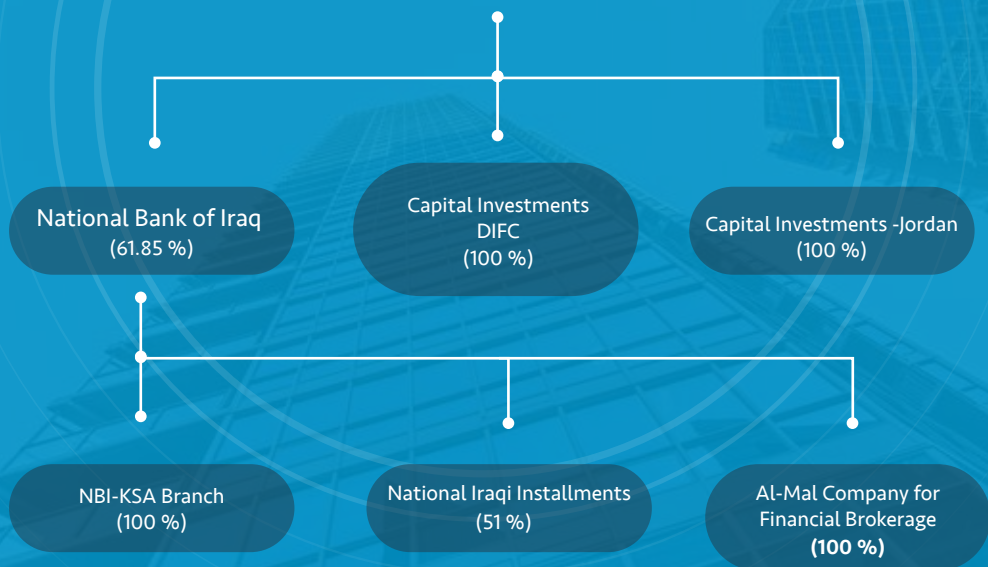 National Bank of Iraq
(61.85 %)
Capital Investments
DIFC
(100 %)
Capital Investments -Jordan
(100 %)
NBI-KSA Branch
(100 %)
National Iraqi Installments
(51 %)
Al-Mal Company for
Financial Brokerage
(100 %)